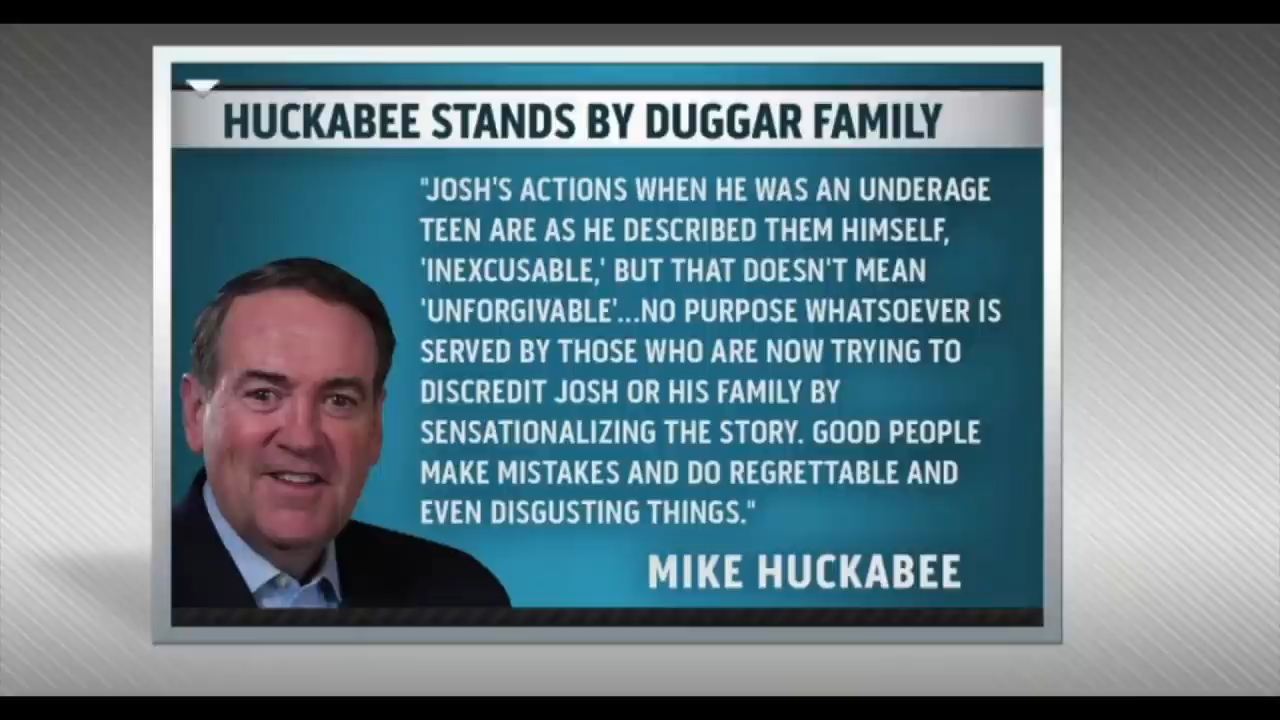 HUCKABEE STANDS BY DUGGAR FAMILY
"JOSH'S ACTIONS WHEN HE WAS AN UNDERAGE
TEEN ARE AS HE DESCRIBED THEM HIMSELF,
'INEXCUSABLE,' BUT THAT DOESN'T MEAN
'UNFORGIVABLE'...NO PURPOSE WHATSOEVER IS
SERVED BY THOSE WHO ARE NOW TRYING TO
DISCREDIT JOSH OR HIS FAMILY BY
SENSATIONALIZING THE STORY. GOOD PEOPLE
MAKE MISTAKES AND DO REGRETTABLE AND
EVEN DISGUSTING THINGS."
MIKE HUCKABEE